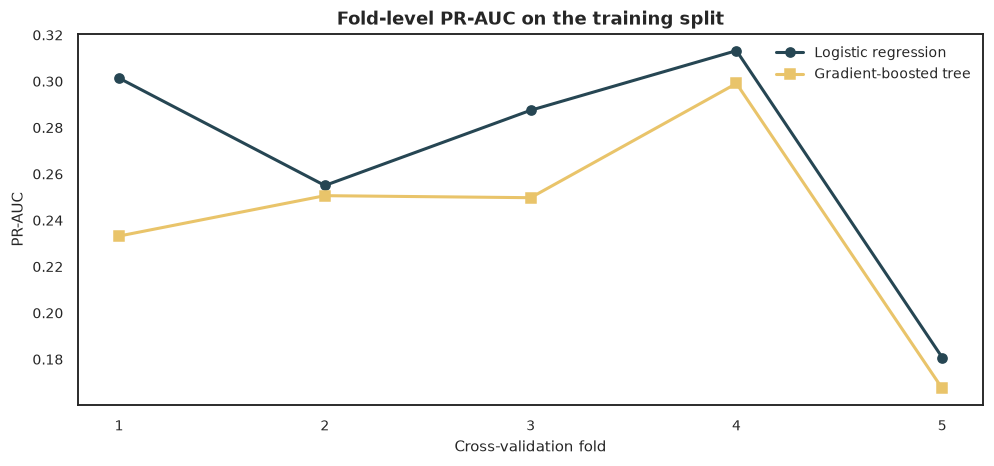 Fold-level PR-AUC on the training split
0.32
0.30
0.28
0.26
0.24
0.22
0.20
0.18
PR-AUC
Logistic regression
Gradient-boosted tree
1 2 3 4 5
Cross-validation fold